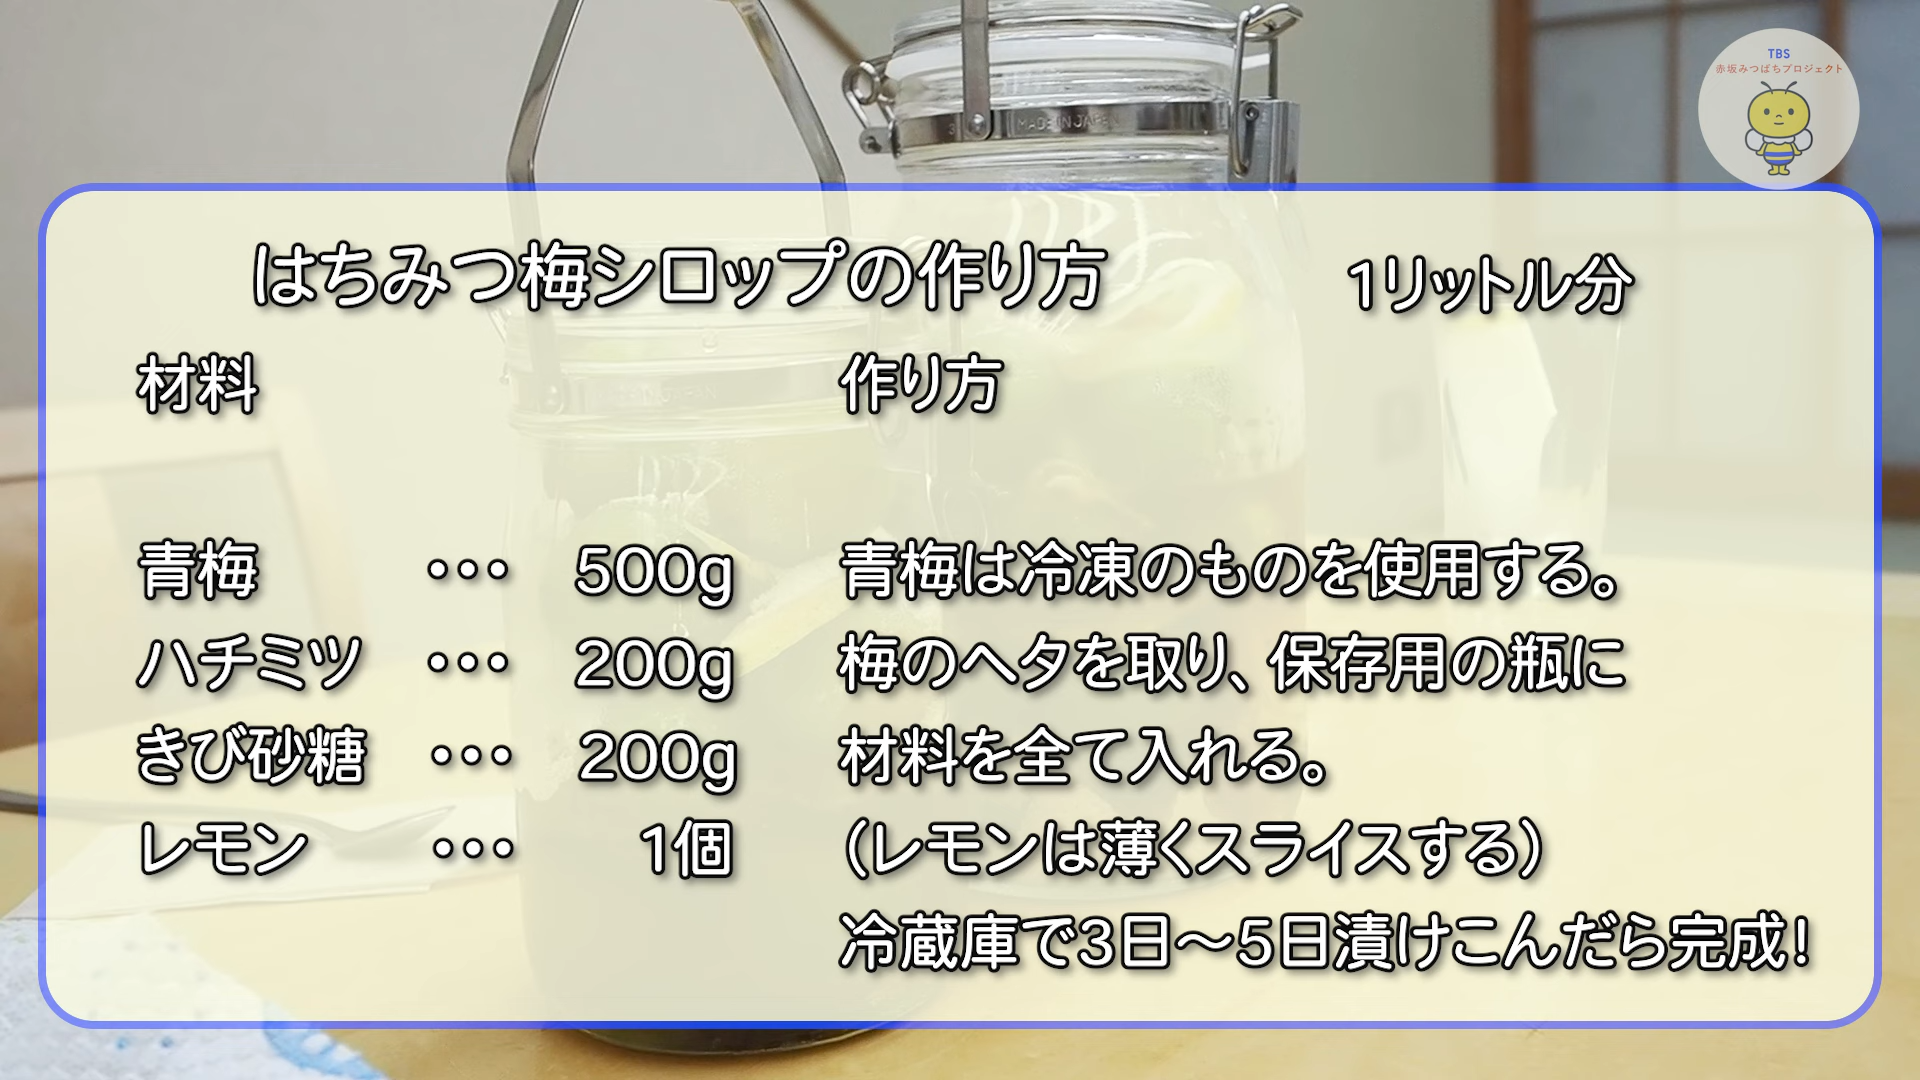 TBS
赤坂みつばちプロジェクト
MADE IN JAPAN
はちみつ梅シロップの作り方 1リットル分
材料
青梅 ・・・ 500g
ハチミツ ・・・ 200g
きび砂糖 ・・・ 200g
レモン ・・・ 1個
作り方
青梅は冷凍のものを使用する。
梅のヘタを取り、保存用の瓶に
材料を全て入れる。
（レモンは薄くスライスする）
冷蔵庫で3日〜5日漬けこんだら完成！